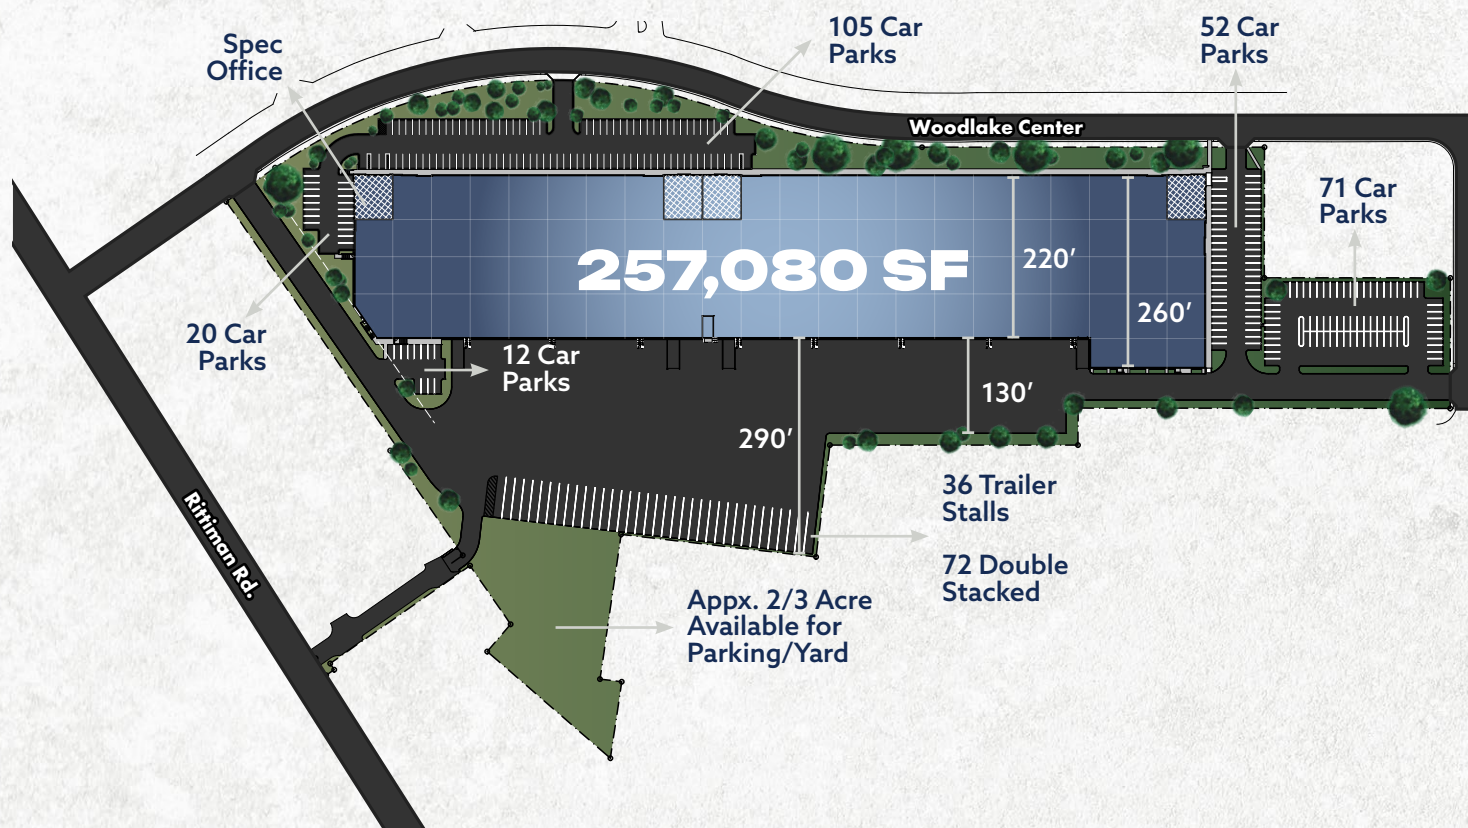 105 Car
Parks
52 Car
Parks
Spec
Office
Woodlake Center
71 Car
Parks
257,080 SF
220’
260’
20 Car
Parks
12 Car
Parks
130’
290’
36 Trailer
Stalls
72 Double
Stacked
Rittiman Rd.
Appx. 2/3 Acre
Available for
Parking/Yard